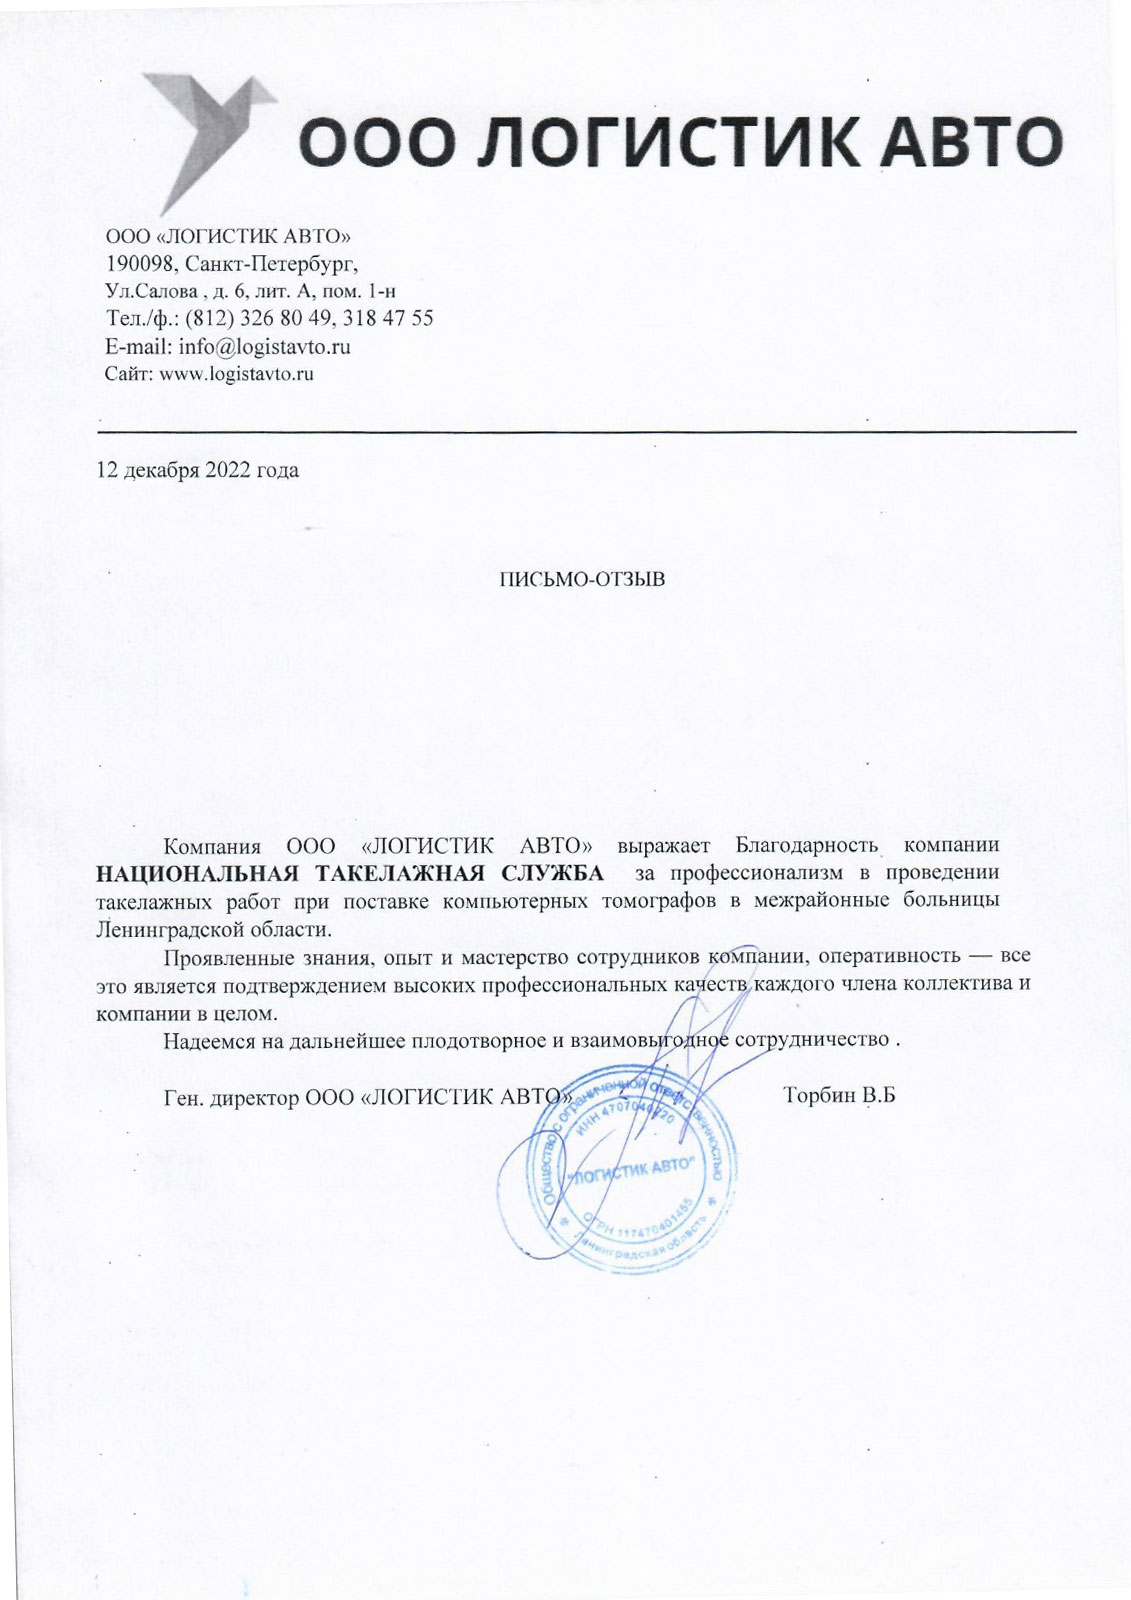 ООО ЛОГИСТИК АВТО
ООО «ЛОГИСТИК АВТО»
190098, Санкт-Петербург,
Ул.Салова , д. 6, лит. А, пом. 1-н
Тел./ф.: (812) 326 80 49, 318 47 55
E-mail: info@logistavto.ru
Сайт: www.logistavto.ru
12 декабря 2022 года
ПИСЬМО-ОТЗЫВ
Компания ООО «ЛОГИСТИК АВТО» выражает Благодарность компании
НАЦИОНАЛЬНАЯ ТАКЕЛАЖНАЯ СЛУЖБА за профессионализм в проведении
такелажных работ при поставке компьютерных томографов в межрайонные больницы
Ленинградской области.
Проявленные знания, опыт и мастерство сотрудников компании, оперативность — все
это является подтверждением высоких профессиональных качеств каждого члена коллектива и
компании в целом.
Надеемся на дальнейшее плодотворное и взаимовыгодное сотрудничество .
Ген. директор ООО «ЛОГИСТИК АВТО» Торбин В.Б
Общество с ограниченной ответственностью
ИНН
"ЛОГИСТИК АВТО"
ОГРН 117470401455
Ленинградская область